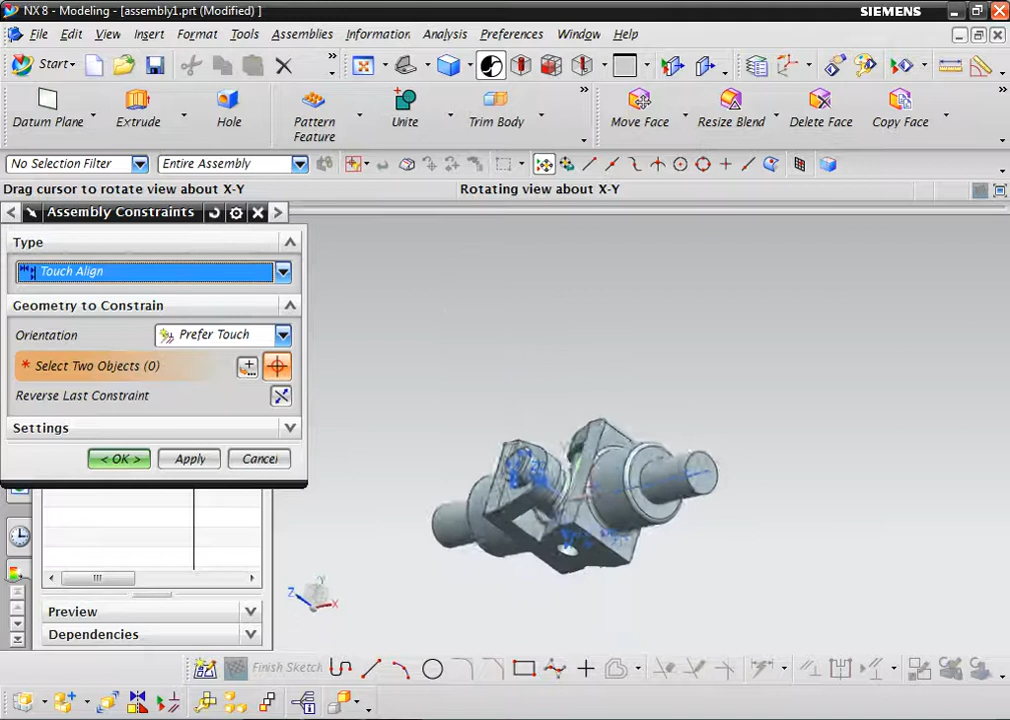 NX 8 - Modeling - [assembly1.prt (Modified) ]
SIEMENS
File Edit View Insert Format Tools Assemblies Information Analysis Preferences Window Help
Start
Datum Plane Extrude Hole Pattern Feature Unite Trim Body Move Face Resize Blend Delete Face Copy Face
No Selection Filter Entire Assembly
Drag cursor to rotate view about X-Y Rotating view about X-Y
Assembly Constraints
Type
Touch Align
Geometry to Constrain
Orientation Prefer Touch
* Select Two Objects (0)
Reverse Last Constraint
Settings
< OK > Apply Cancel
Z Y X
Preview
Dependencies
Finish Sketch